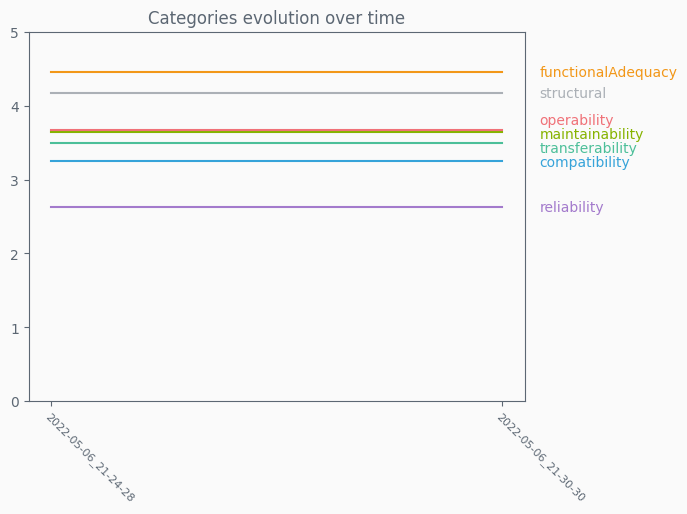 Categories evolution over time
5
4
3
2
1
0
functionalAdequacy
structural
operability
maintainability
transferability
compatibility
reliability
2022-05-06_21-24-28
2022-05-06_21-30-30